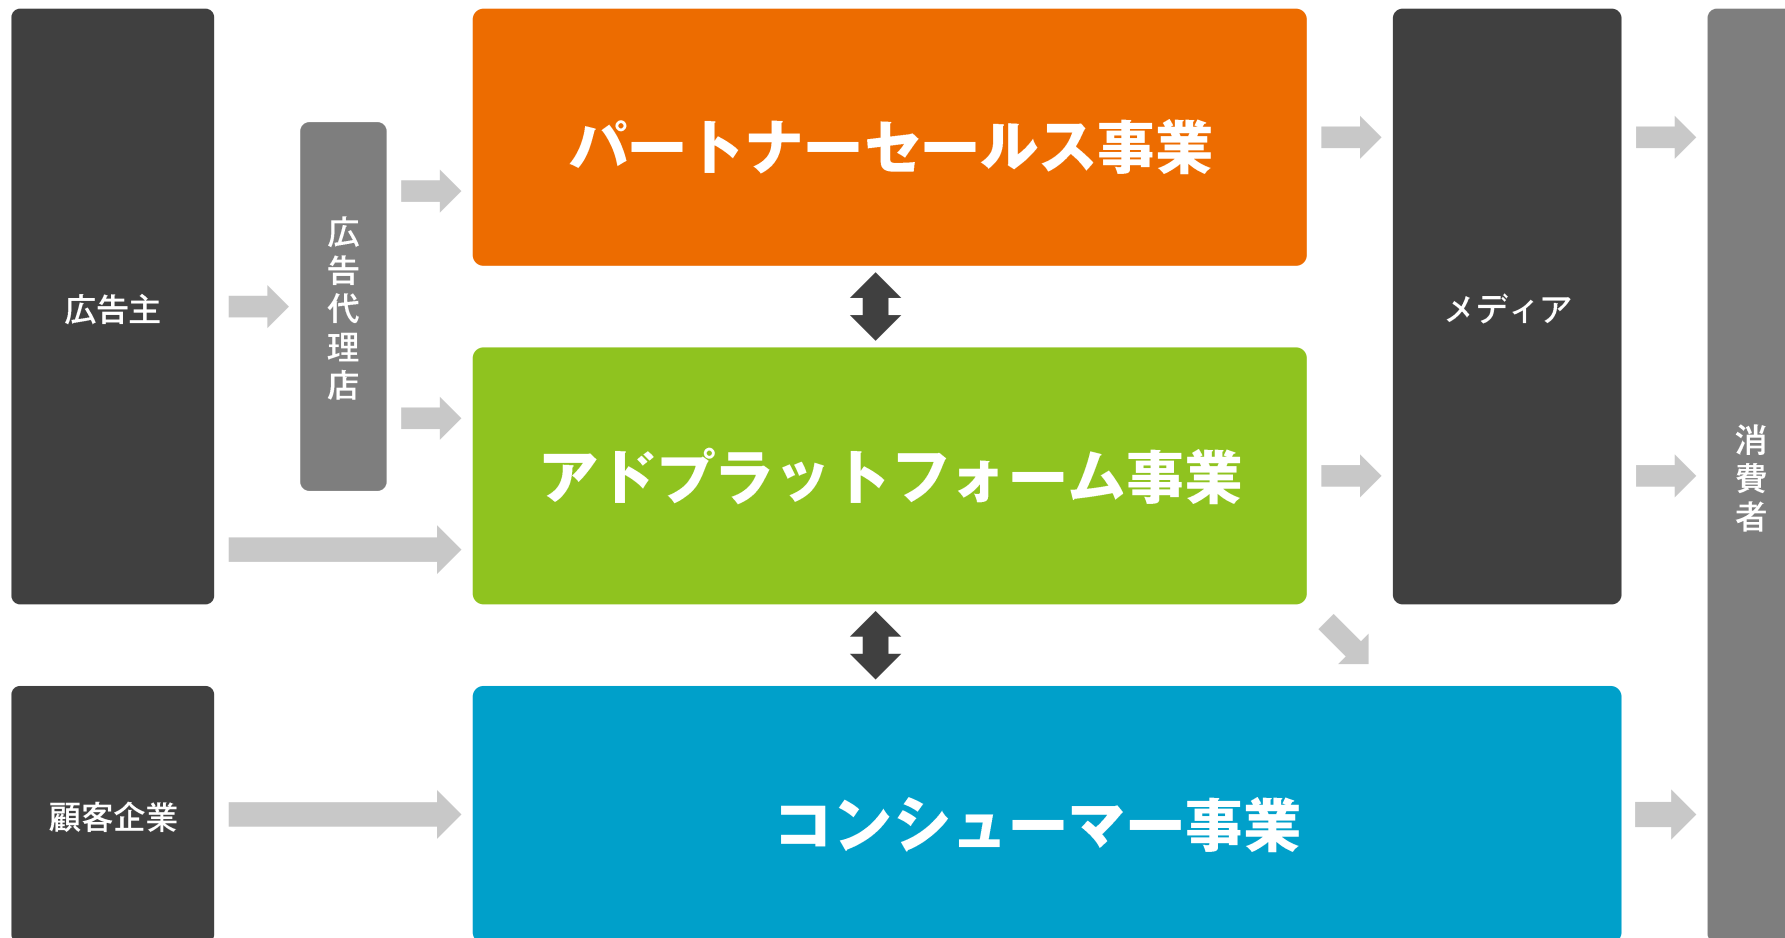 パートナーセールス事業
広告主
広告代理店
メディア
アドプラットフォーム事業
消費者
顧客企業
コンシューマー事業